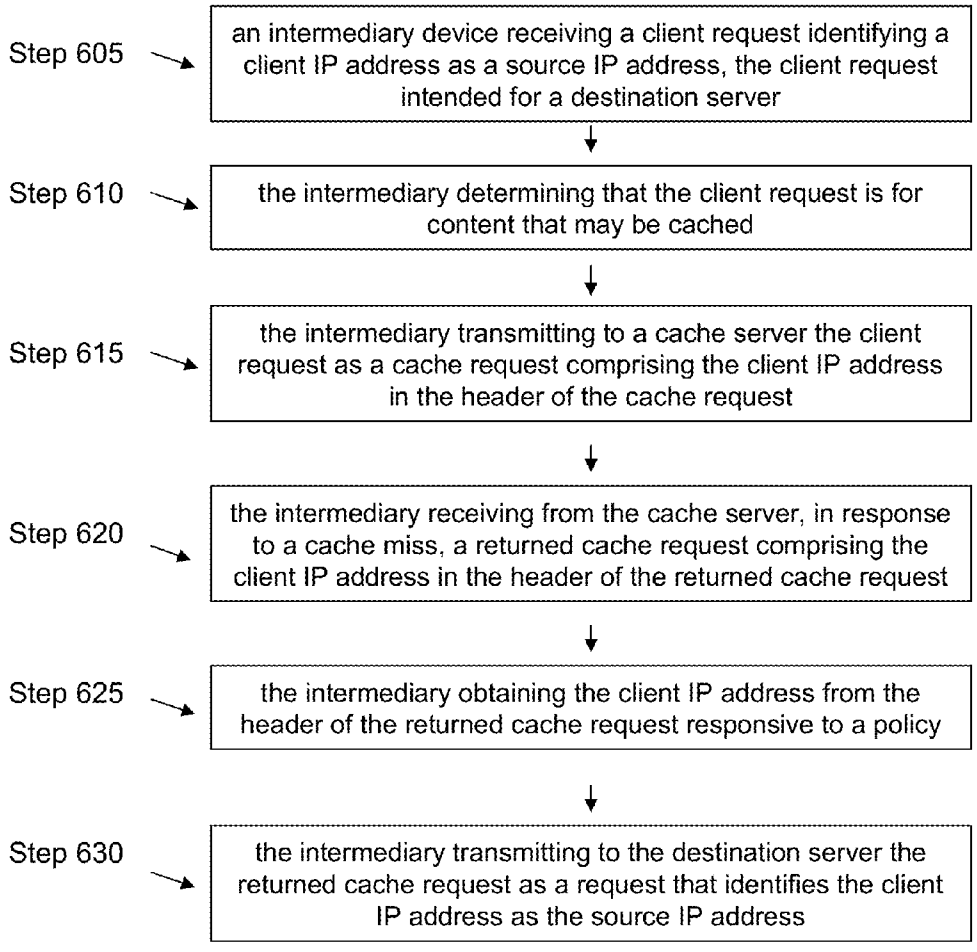 Step 605
an intermediary device receiving a client request identifying a
client IP address as a source IP address, the client request
intended for a destination server
Step 610
the intermediary determining that the client request is for
content that may be cached
Step 615
the intermediary transmitting to a cache server the client
request as a cache request comprising the client IP address
in the header of the cache request
Step 620
the intermediary receiving from the cache server, in response
to a cache miss, a returned cache request comprising the
client IP address in the header of the returned cache request
Step 625
the intermediary obtaining the client IP address from the
header of the returned cache request responsive to a policy
Step 630
the intermediary transmitting to the destination server the
returned cache request as a request that identifies the client
IP address as the source IP address